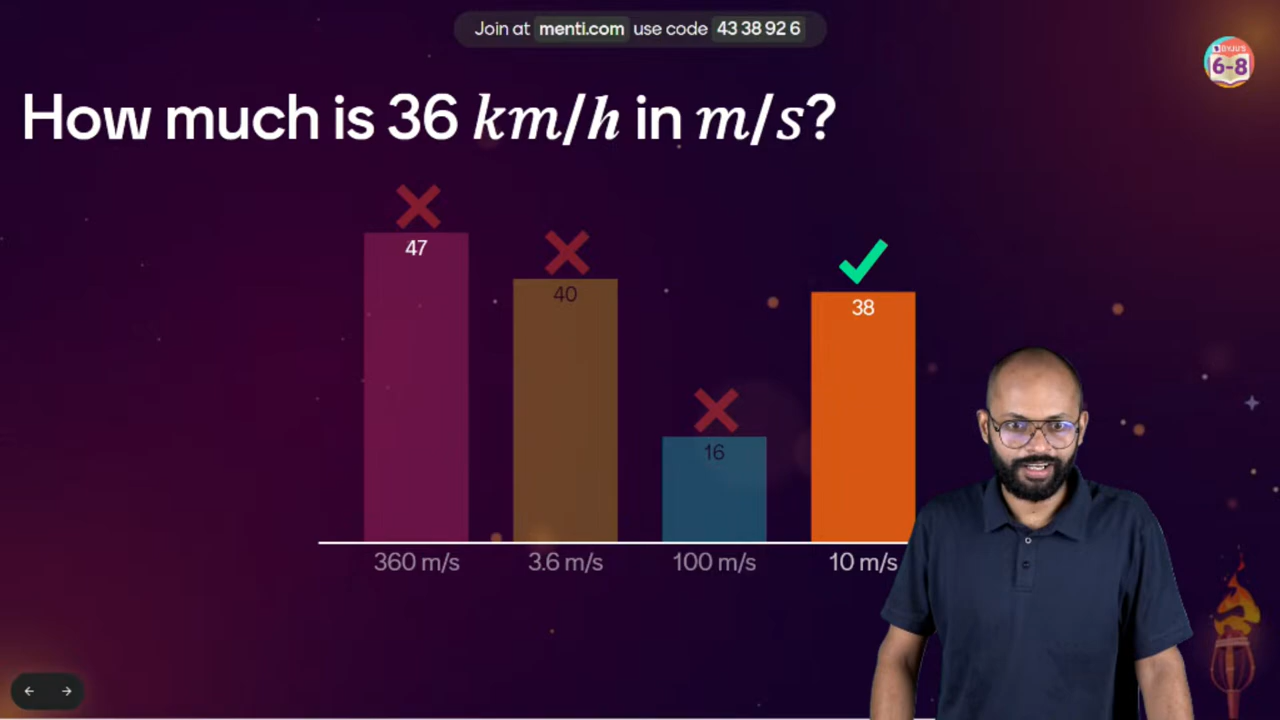 Join at menti.com use code 43 38 92 6
BYJU'S
6-8
How much is 36 km/h in m/s?
47
40
16
38
360 m/s
3.6 m/s
100 m/s
10 m/s